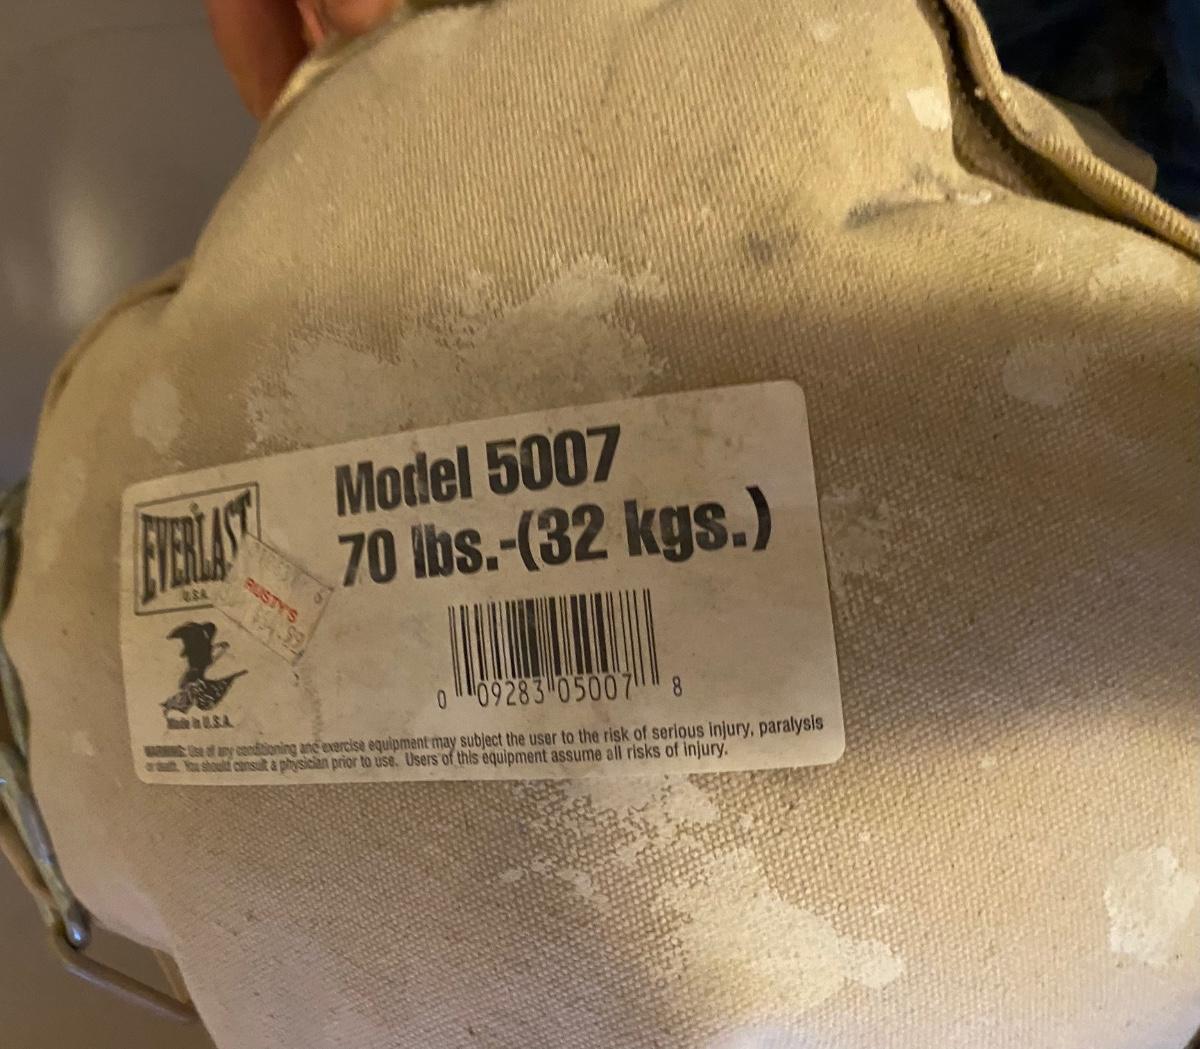 Model 5007
70 lbs.-(32 kgs.)
EVERLAST
U.S.A.
RUSTY'S
Made in U.S.A.
0 09283 05007 8
WARNING: Use of any conditioning and exercise equipment may subject the user to the risk of serious injury, paralysis
or death. You should consult a physician prior to use. Users of this equipment assume all risks of injury.